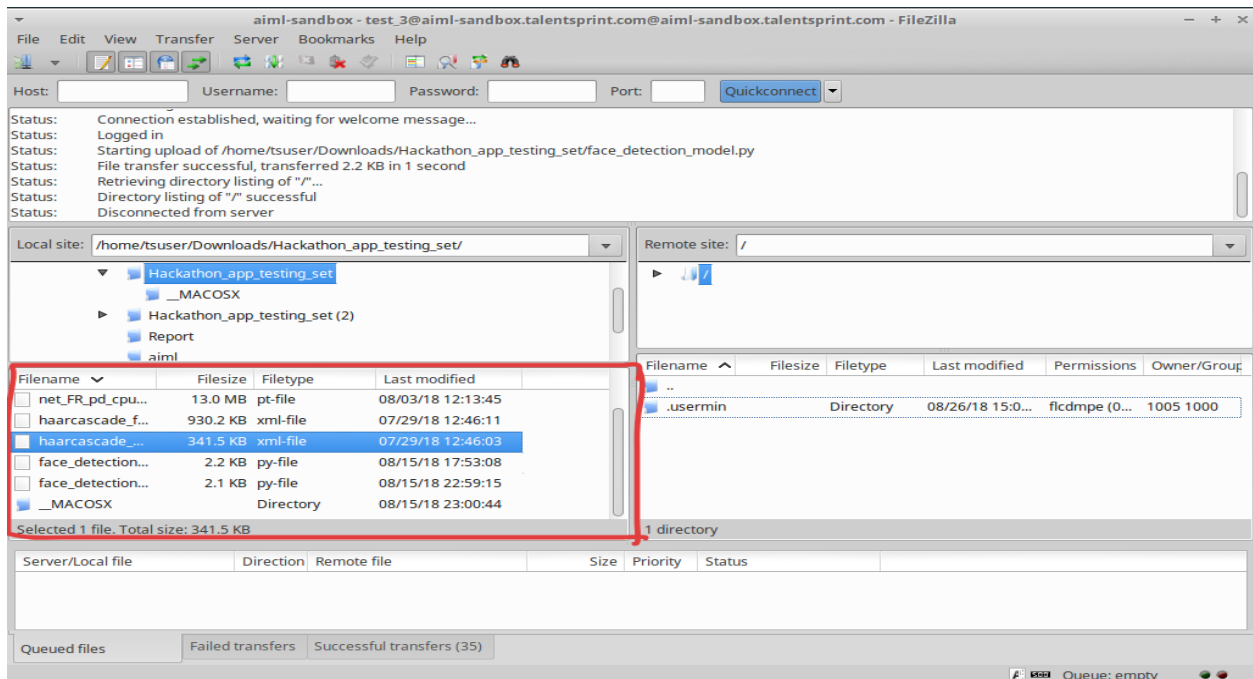 aiml-sandbox - test_3@aiml-sandbox.talentsprint.com@aiml-sandbox.talentsprint.com - FileZilla
File Edit View Transfer Server Bookmarks Help
Host: Username: Password: Port: Quickconnect
Status: Connection established, waiting for welcome message...
Status: Logged in
Status: Starting upload of /home/tsuser/Downloads/Hackathon_app_testing_set/face_detection_model.py
Status: File transfer successful, transferred 2.2 KB in 1 second
Status: Retrieving directory listing of "/"...
Status: Directory listing of "/" successful
Status: Disconnected from server
Local site: /home/tsuser/Downloads/Hackathon_app_testing_set/
Hackathon_app_testing_set
__MACOSX
Hackathon_app_testing_set (2)
Report
aiml
Filename Filesize Filetype Last modified
net_FR_pd_cpu... 13.0 MB pt-file 08/03/18 12:13:45
haarcascade_f... 930.2 KB xml-file 07/29/18 12:46:11
haarcascade_... 341.5 KB xml-file 07/29/18 12:46:03
face_detection... 2.2 KB py-file 08/15/18 17:53:08
face_detection... 2.1 KB py-file 08/15/18 22:59:15
__MACOSX Directory 08/15/18 23:00:44
Selected 1 file. Total size: 341.5 KB
Remote site: /
/
Filename Filesize Filetype Last modified Permissions Owner/Group
..
.usermin Directory 08/26/18 15:0... flcdmpe (0... 1005 1000
1 directory
Server/Local file Direction Remote file Size Priority Status
Queued files Failed transfers Successful transfers (35)
Queue: empty